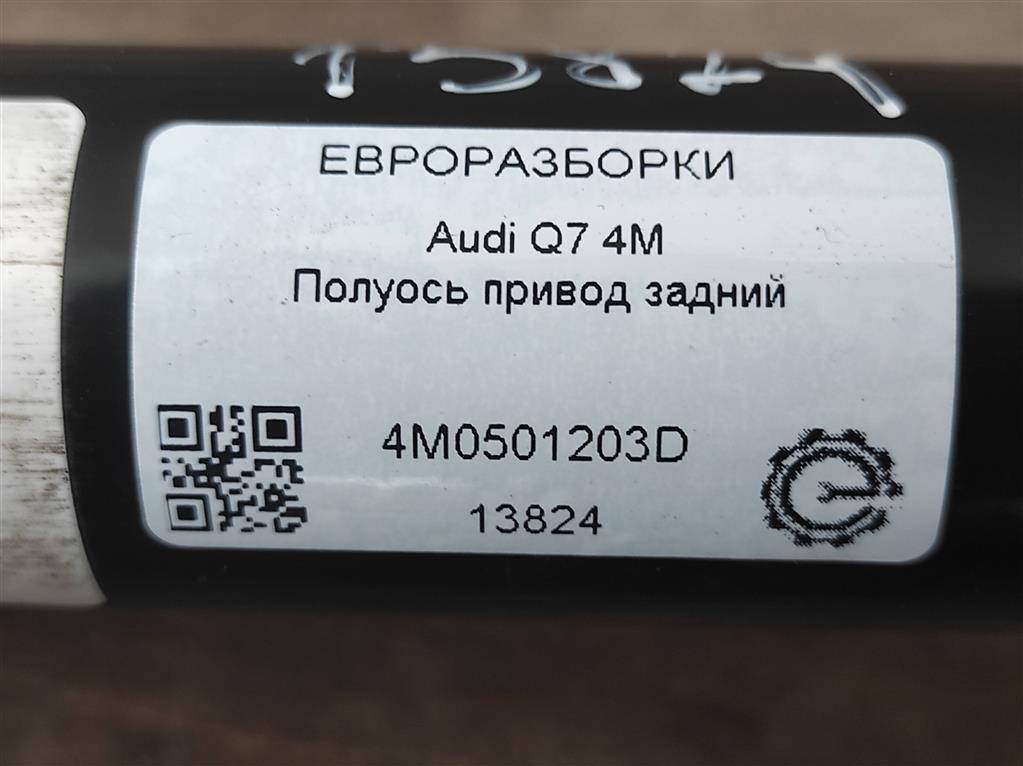 ЕВРОРАЗБОРКИ
Audi Q7 4M
Полуось привод задний
4M0501203D
13824